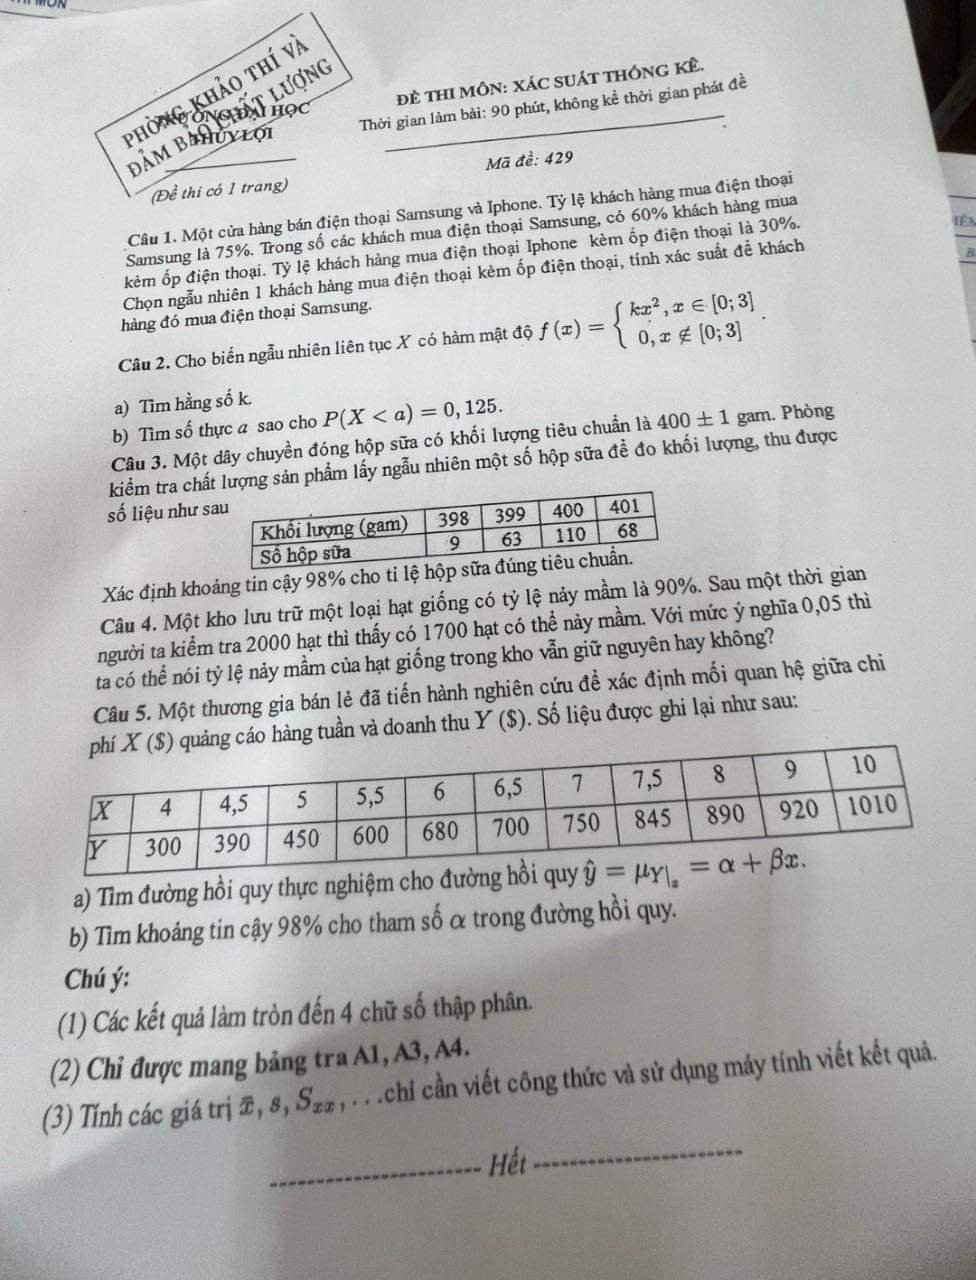 PHÒNG KHẢO THÍ VÀ
ĐẢM BẢO CHẤT LƯỢNG
TRƯỜNG ĐẠI HỌC
THỦY LỢI
(Đề thi có 1 trang)
ĐỀ THI MÔN: XÁC SUẤT THỐNG KÊ.
Thời gian làm bài: 90 phút, không kể thời gian phát đề
Mã đề: 429
Câu 1. Một cửa hàng bán điện thoại Samsung và Iphone. Tỷ lệ khách hàng mua điện thoại
Samsung là 75%. Trong số các khách mua điện thoại Samsung, có 60% khách hàng mua
kèm ốp điện thoại. Tỷ lệ khách hàng mua điện thoại Iphone kèm ốp điện thoại là 30%.
Chọn ngẫu nhiên 1 khách hàng mua điện thoại kèm ốp điện thoại, tính xác suất để khách
hàng đó mua điện thoại Samsung.
Câu 2. Cho biến ngẫu nhiên liên tục X có hàm mật độ f(x) = { kx², x ∈ [0;3]
0, x ∉ [0;3] .
a) Tìm hằng số k.
b) Tìm số thực a sao cho P(X < a) = 0,125.
Câu 3. Một dây chuyền đóng hộp sữa có khối lượng tiêu chuẩn là 400 ± 1 gam. Phòng
kiểm tra chất lượng sản phẩm lấy ngẫu nhiên một số hộp sữa để đo khối lượng, thu được
số liệu như sau
Khối lượng (gam) 398 399 400 401
Số hộp sữa 9 63 110 68
Xác định khoảng tin cậy 98% cho tỉ lệ hộp sữa đúng tiêu chuẩn.
Câu 4. Một kho lưu trữ một loại hạt giống có tỷ lệ nảy mầm là 90%. Sau một thời gian
người ta kiểm tra 2000 hạt thì thấy có 1700 hạt có thể nảy mầm. Với mức ý nghĩa 0,05 thì
ta có thể nói tỷ lệ nảy mầm của hạt giống trong kho vẫn giữ nguyên hay không?
Câu 5. Một thương gia bán lẻ đã tiến hành nghiên cứu để xác định mối quan hệ giữa chi
phí X ($) quảng cáo hàng tuần và doanh thu Y ($). Số liệu được ghi lại như sau:
X 4 4,5 5 5,5 6 6,5 7 7,5 8 9 10
Y 300 390 450 600 680 700 750 845 890 920 1010
a) Tìm đường hồi quy thực nghiệm cho đường hồi quy ŷ = μY|x = α + βx.
b) Tìm khoảng tin cậy 98% cho tham số α trong đường hồi quy.
Chú ý:
(1) Các kết quả làm tròn đến 4 chữ số thập phân.
(2) Chỉ được mang bảng tra A1, A3, A4.
(3) Tính các giá trị x̄, s, Sxx, . . .chỉ cần viết công thức và sử dụng máy tính viết kết quả.
----------------------- Hết -----------------------